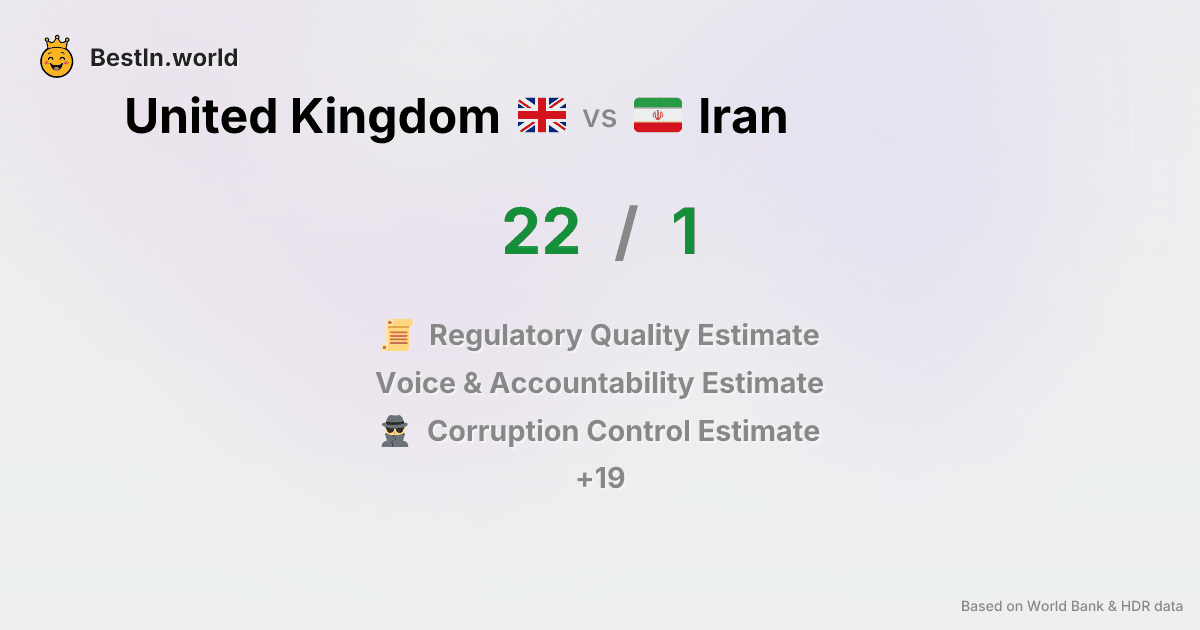 BestIn.world
United Kingdom vs Iran
22 / 1
Regulatory Quality Estimate
Voice & Accountability Estimate
Corruption Control Estimate
+19
Based on World Bank & HDR data